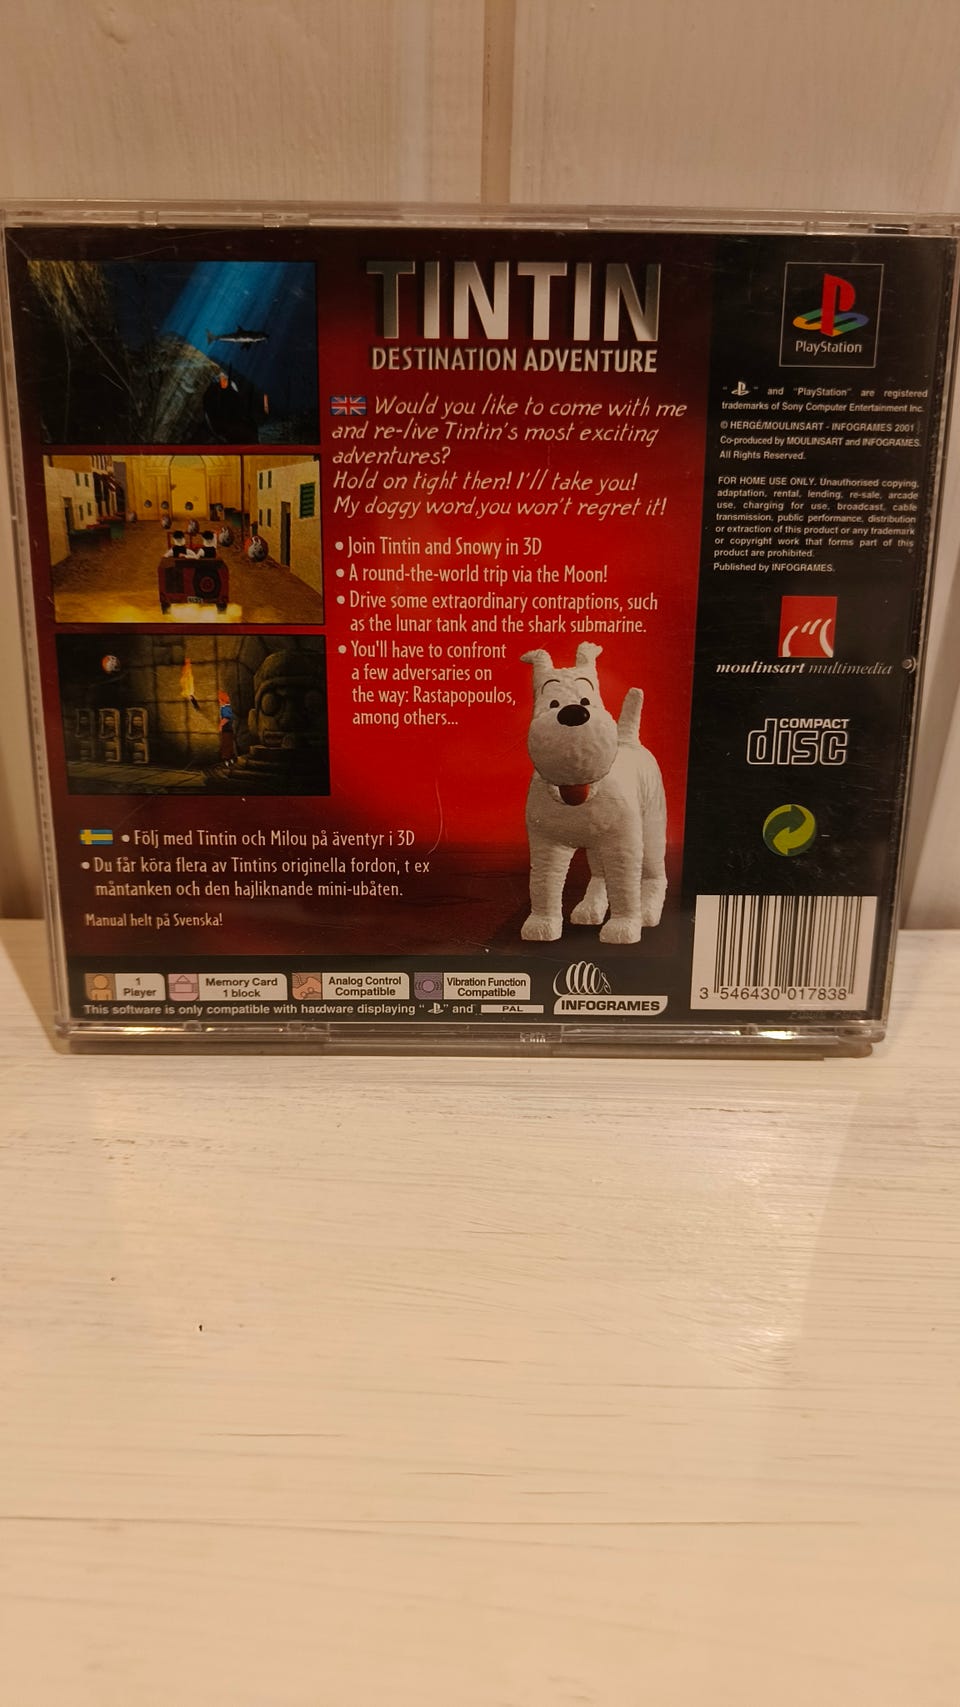 TINTIN
DESTINATION ADVENTURE
Would you like to come with me
and re-live Tintin's most exciting
adventures?
Hold on tight then! I'll take you!
My doggy word,you won't regret it!
• Join Tintin and Snowy in 3D
• A round-the-world trip via the Moon!
• Drive some extraordinary contraptions, such
as the lunar tank and the shark submarine.
• You'll have to confront
a few adversaries on
the way: Rastapopoulos,
among others...
• Följ med Tintin och Milou på äventyr i 3D
• Du får köra flera av Tintins originella fordon, t ex
måntanken och den hajliknande mini-ubåten.
Manual helt på Svenska!
1
Player
Memory Card
1 block
Analog Control
Compatible
Vibration Function
Compatible
This software is only compatible with hardware displaying " " and PAL
INFOGRAMES
PlayStation
" " and "PlayStation" are registered
trademarks of Sony Computer Entertainment Inc.
© HERGÉ/MOULINSART - INFOGRAMES 2001
Co-produced by MOULINSART and INFOGRAMES.
All Rights Reserved.
FOR HOME USE ONLY. Unauthorised copying,
adaptation, rental, lending, re-sale, arcade
use, charging for use, broadcast, cable
transmission, public performance, distribution
or extraction of this product or any trademark
or copyright work that forms part of this
product are prohibited.
Published by INFOGRAMES.
moulinsart multimedia
COMPACT
disc
3 546430 017838